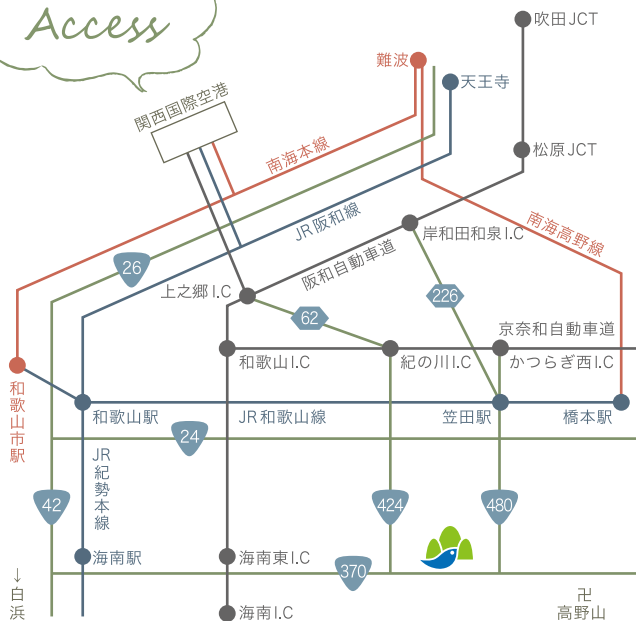 Access
吹田JCT
難波
天王寺
関西国際空港
松原JCT
南海本線
JR阪和線
南海高野線
岸和田和泉I.C
阪和自動車道
26
上之郷I.C
226
62
京奈和自動車道
和歌山I.C
紀の川I.C
かつらぎ西I.C
和歌山市駅
和歌山駅
JR和歌山線
笠田駅
橋本駅
24
JR紀勢本線
42
424
480
海南駅
海南東I.C
370
↓白浜
卍
高野山
海南I.C